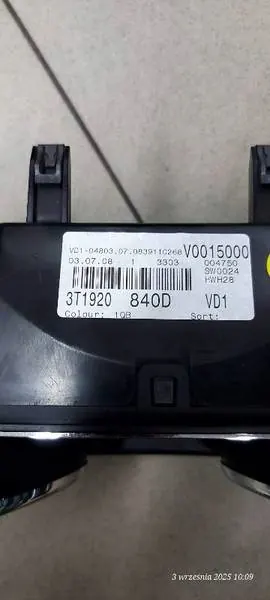 VD1-04803.07.0839110268 V0015000
03.07.08 1 3303 004750
SW0024
HWH28
3T1920 840D VD1
Colour: 1QB Sort:
3 września 2025 10:09